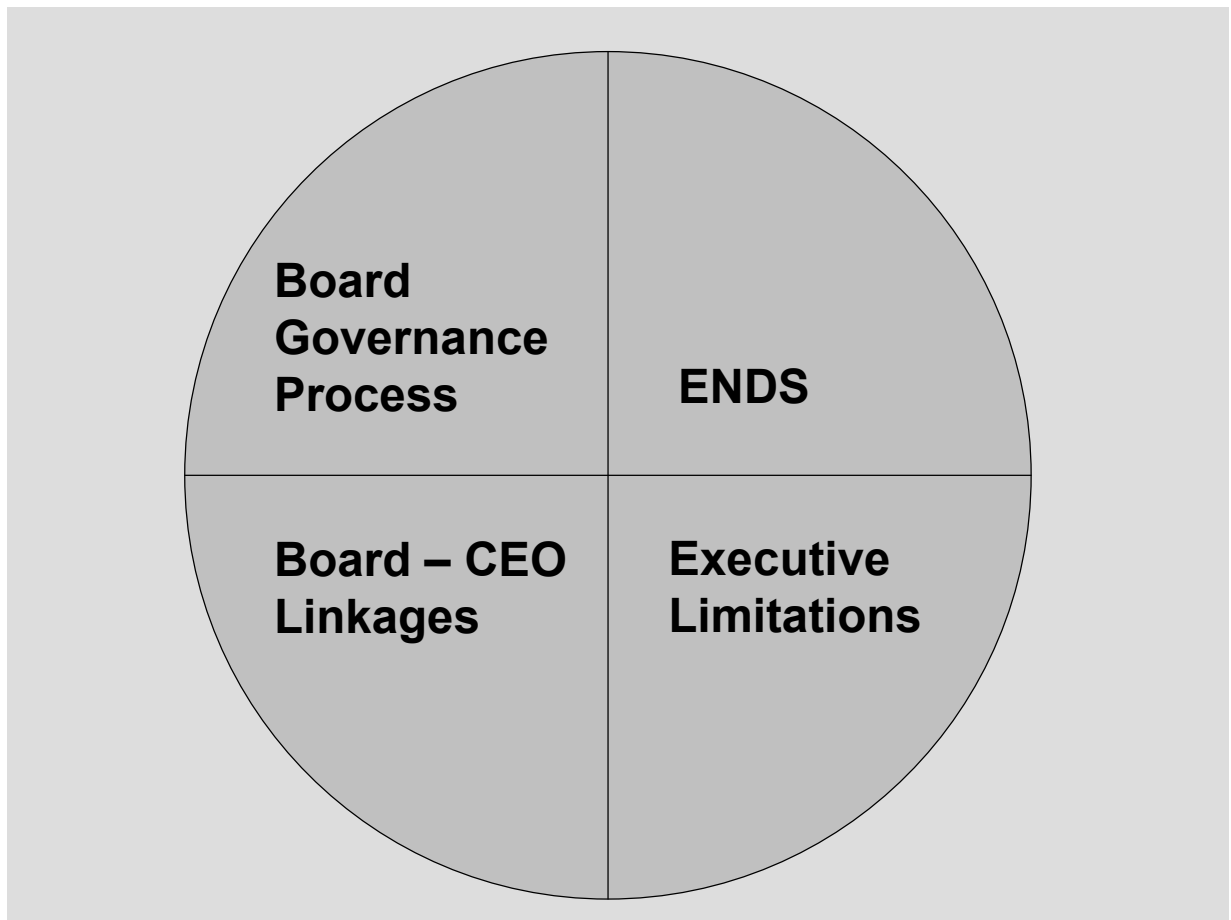 Board
Governance
Process
ENDS
Board – CEO
Linkages
Executive
Limitations